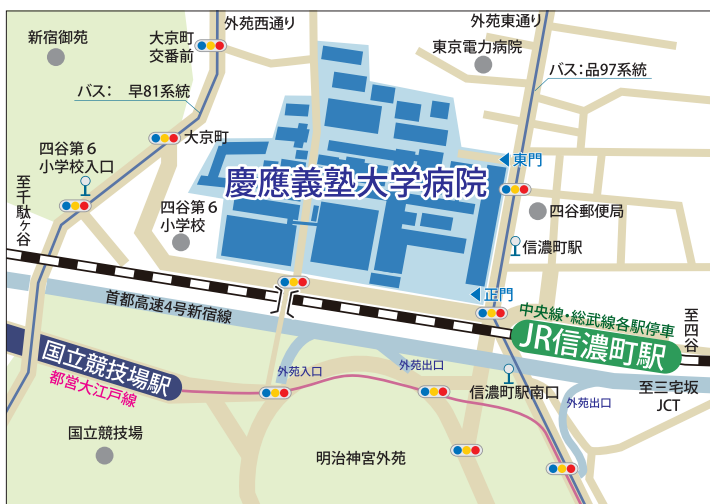 外苑西通り
外苑東通り
新宿御苑
大京町
交番前
東京電力病院
バス：品97系統
バス： 早81系統
大京町
四谷第６
小学校入口
東門
慶應義塾大学病院
至千駄ヶ谷
四谷第６
小学校
四谷郵便局
信濃町駅
正門
首都高速4号新宿線
中央線・総武線各駅停車
JR信濃町駅
至四谷
国立競技場駅
都営大江戸線
外苑入口
外苑出口
信濃町駅南口
外苑出口
至三宅坂
JCT
国立競技場
明治神宮外苑